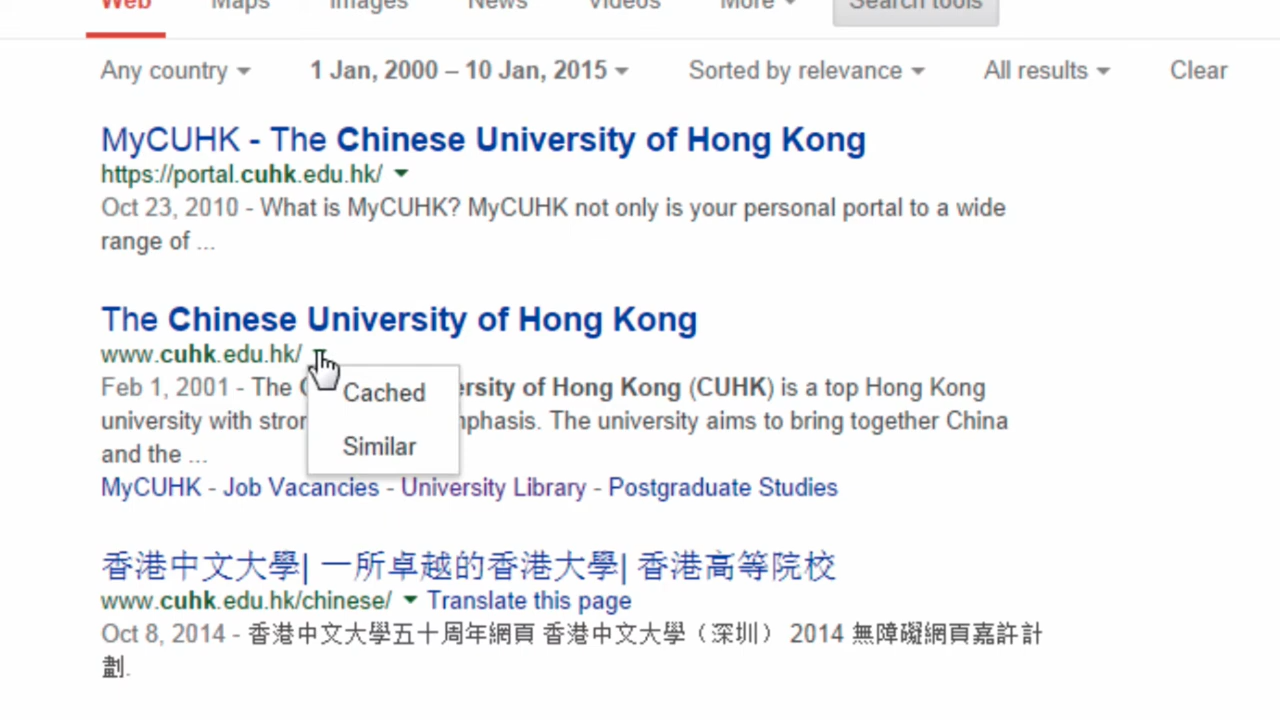 Web Maps Images News Videos More Search tools
Any country 1 Jan, 2000 – 10 Jan, 2015 Sorted by relevance All results Clear
MyCUHK - The Chinese University of Hong Kong
https://portal.cuhk.edu.hk/
Oct 23, 2010 - What is MyCUHK? MyCUHK not only is your personal portal to a wide
range of ...
The Chinese University of Hong Kong
www.cuhk.edu.hk/
Feb 1, 2001 - The of Hong Kong (CUHK) is a top Hong Kong
Cached
university with The university aims to bring together China
Similar
and the ...
MyCUHK - Job Vacancies - University Library - Postgraduate Studies
香港中文大學| 一所卓越的香港大學| 香港高等院校
www.cuhk.edu.hk/chinese/ Translate this page
Oct 8, 2014 - 香港中文大學五十周年網頁 香港中文大學（深圳） 2014 無障礙網頁嘉許計
劃.